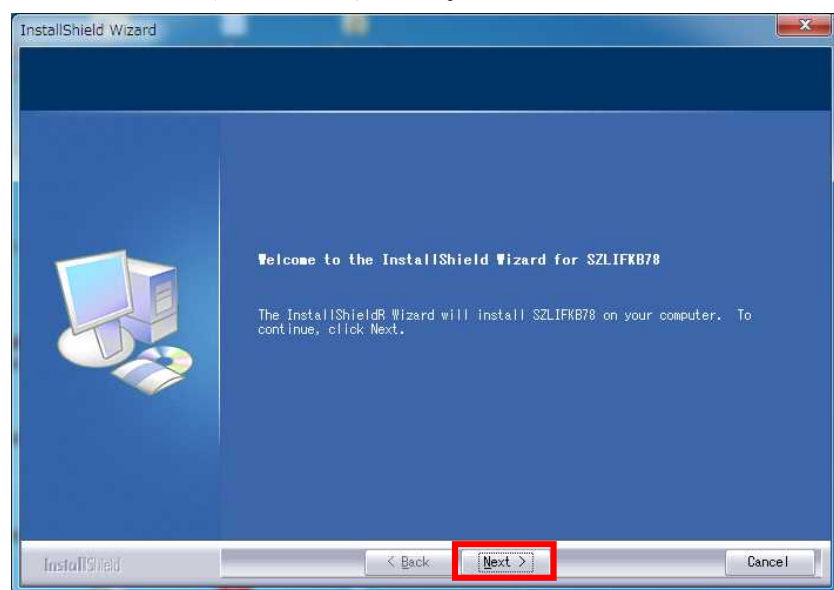 InstallShield Wizard
Welcome to the InstallShield Wizard for SZLIFKB78
The InstallShieldR Wizard will install SZLIFKB78 on your computer. To
continue, click Next.
InstallShield
< Back
Next >
Cancel